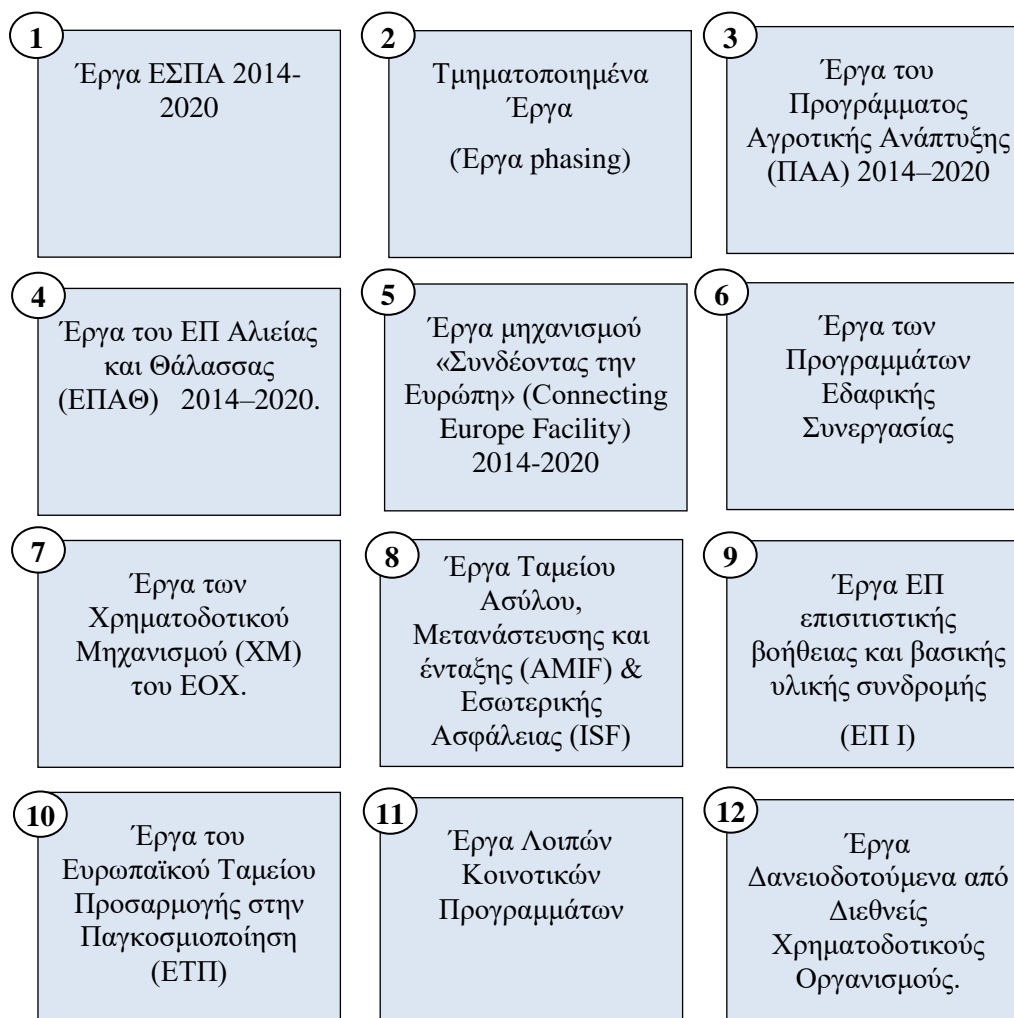 1
Έργα ΕΣΠΑ 2014-
2020
2
Τμηματοποιημένα
Έργα
(Έργα phasing)
3
Έργα του
Προγράμματος
Αγροτικής Ανάπτυξης
(ΠΑΑ) 2014–2020
4
Έργα του ΕΠ Αλιείας
και Θάλασσας
(ΕΠΑΘ) 2014–2020.
5
Έργα μηχανισμού
«Συνδέοντας την
Ευρώπη» (Connecting
Europe Facility)
2014-2020
6
Έργα των
Προγραμμάτων
Εδαφικής
Συνεργασίας
7
Έργα των
Χρηματοδοτικού
Μηχανισμού (ΧΜ)
του ΕΟΧ.
8
Έργα Ταμείου
Ασύλου,
Μετανάστευσης και
ένταξης (AMIF) &
Εσωτερικής
Ασφάλειας (ISF)
9
Έργα ΕΠ
επισιτιστικής
βοήθειας και βασικής
υλικής συνδρομής
(ΕΠ Ι)
10
Έργα του
Ευρωπαϊκού Ταμείου
Προσαρμογής στην
Παγκοσμιοποίηση
(ΕΤΠ)
11
Έργα Λοιπών
Κοινοτικών
Προγραμμάτων
12
Έργα
Δανειοδοτούμενα από
Διεθνείς
Χρηματοδοτικούς
Οργανισμούς.